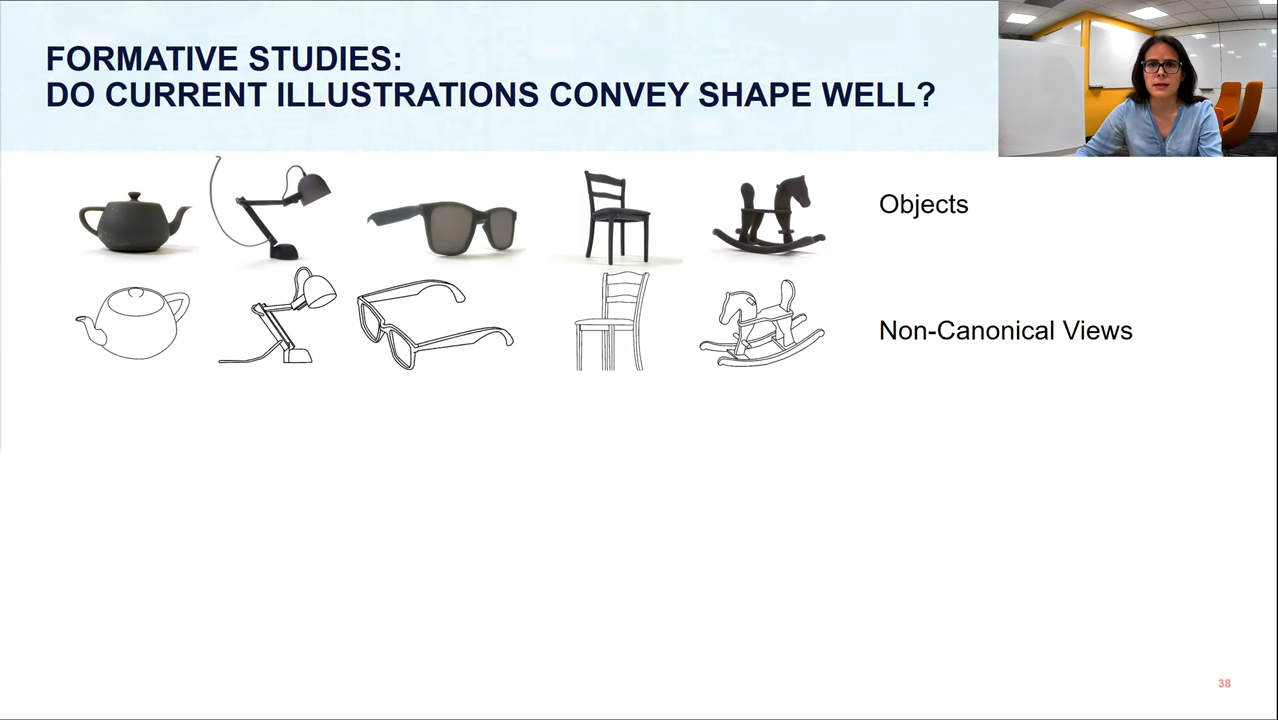 FORMATIVE STUDIES:
DO CURRENT ILLUSTRATIONS CONVEY SHAPE WELL?
Objects
Non-Canonical Views
38